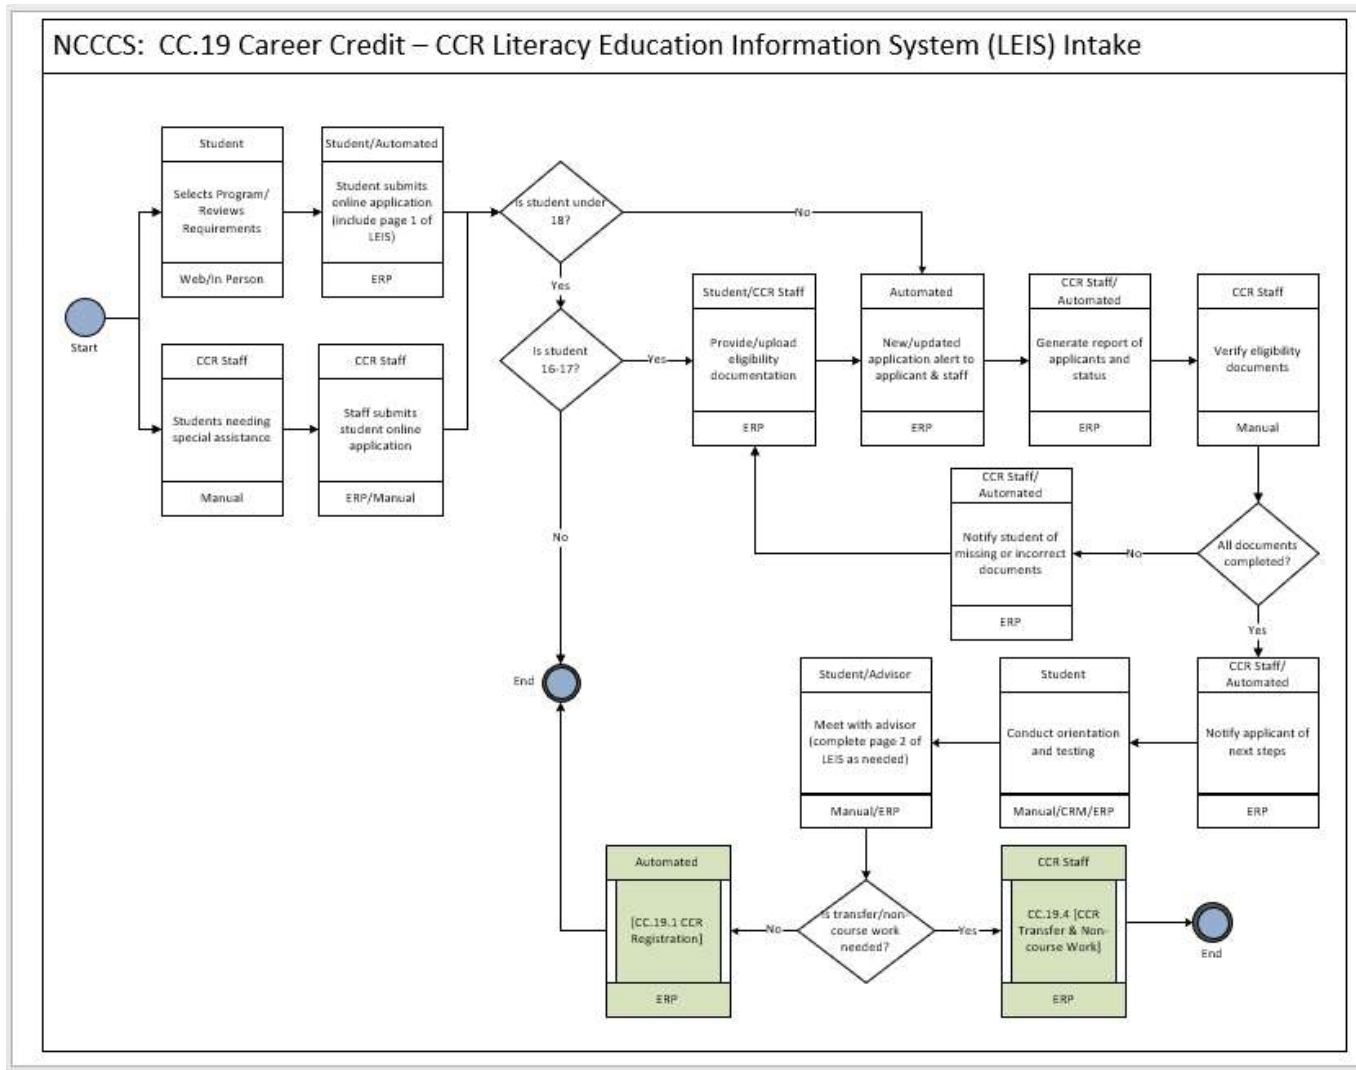 NCCCS: CC.19 Career Credit – CCR Literacy Education Information System (LEIS) Intake
Start
Student
Selects Program/
Reviews
Requirements
Web/In Person
Student/Automated
Student submits
online application
(include page 1 of
LEIS)
ERP
CCR Staff
Students needing
special assistance
Manual
CCR Staff
Staff submits
student online
application
ERP/Manual
Is student under
18?
No
Yes
Is student
16-17?
Yes
No
Student/CCR Staff
Provide/upload
eligibility
documentation
ERP
Automated
New/updated
application alert to
applicant & staff
ERP
CCR Staff/
Automated
Generate report of
applicants and
status
ERP
CCR Staff
Verify eligibility
documents
Manual
All documents
completed?
No
Yes
CCR Staff/
Automated
Notify student of
missing or incorrect
documents
ERP
CCR Staff/
Automated
Notify applicant of
next steps
ERP
Student
Conduct orientation
and testing
Manual/CRM/ERP
Student/Advisor
Meet with advisor
(complete page 2 of
LEIS as needed)
Manual/ERP
Is transfer/non-
course work
needed?
No
Yes
Automated
[CC.19.1 CCR
Registration]
ERP
End
CCR Staff
CC.19.4 [CCR
Transfer & Non-
course Work]
ERP
End